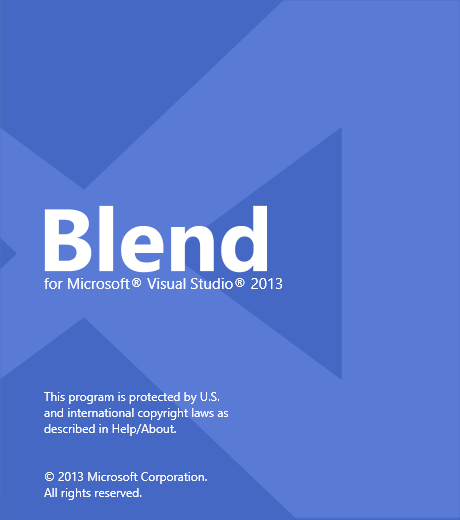 Blend
for Microsoft® Visual Studio® 2013
This program is protected by U.S.
and international copyright laws as
described in Help/About.
© 2013 Microsoft Corporation.
All rights reserved.